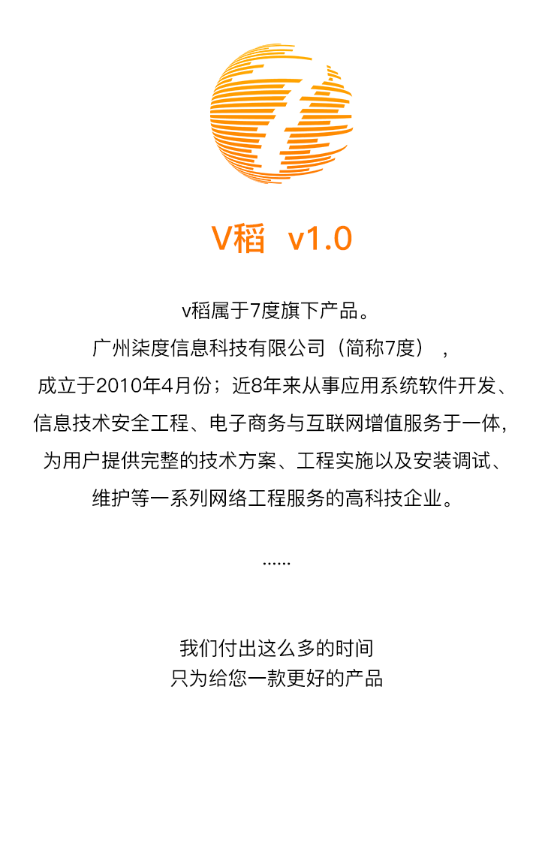 V稻 v1.0
v稻属于7度旗下产品。
广州柒度信息科技有限公司（简称7度），
成立于2010年4月份；近8年来从事应用系统软件开发、
信息技术安全工程、电子商务与互联网增值服务于一体，
为用户提供完整的技术方案、工程实施以及安装调试、
维护等一系列网络工程服务的高科技企业。
......
我们付出这么多的时间
只为给您一款更好的产品